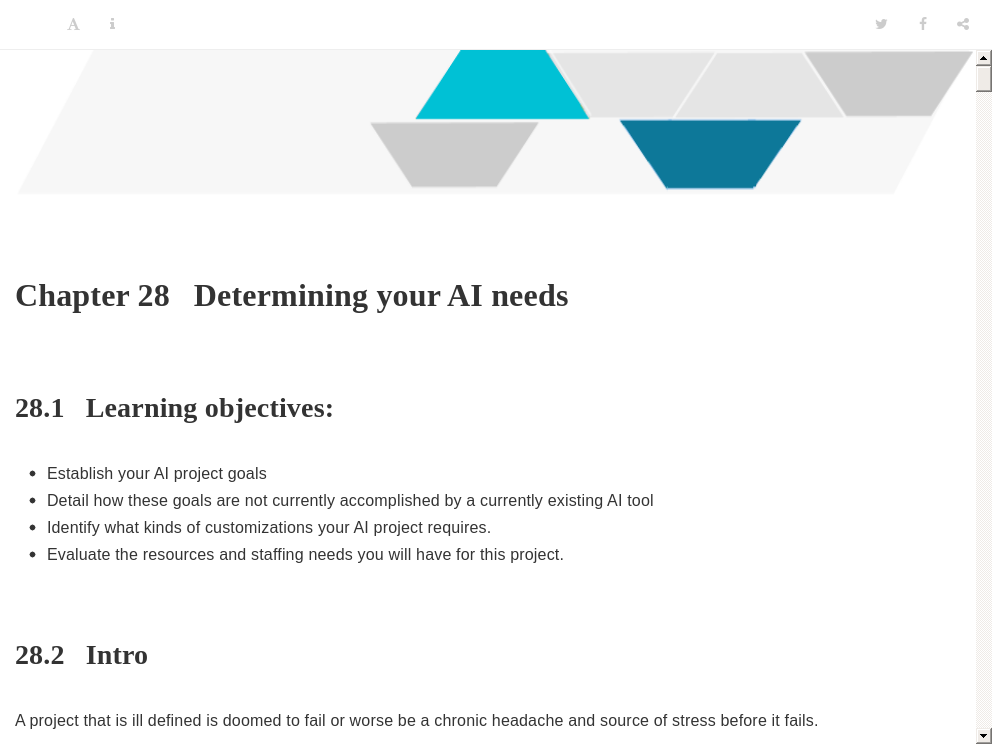 A
Chapter 28 Determining your AI needs
28.1 Learning objectives:
Establish your AI project goals
Detail how these goals are not currently accomplished by a currently existing AI tool
Identify what kinds of customizations your AI project requires.
Evaluate the resources and staffing needs you will have for this project.
28.2 Intro
A project that is ill defined is doomed to fail or worse be a chronic headache and source of stress before it fails.